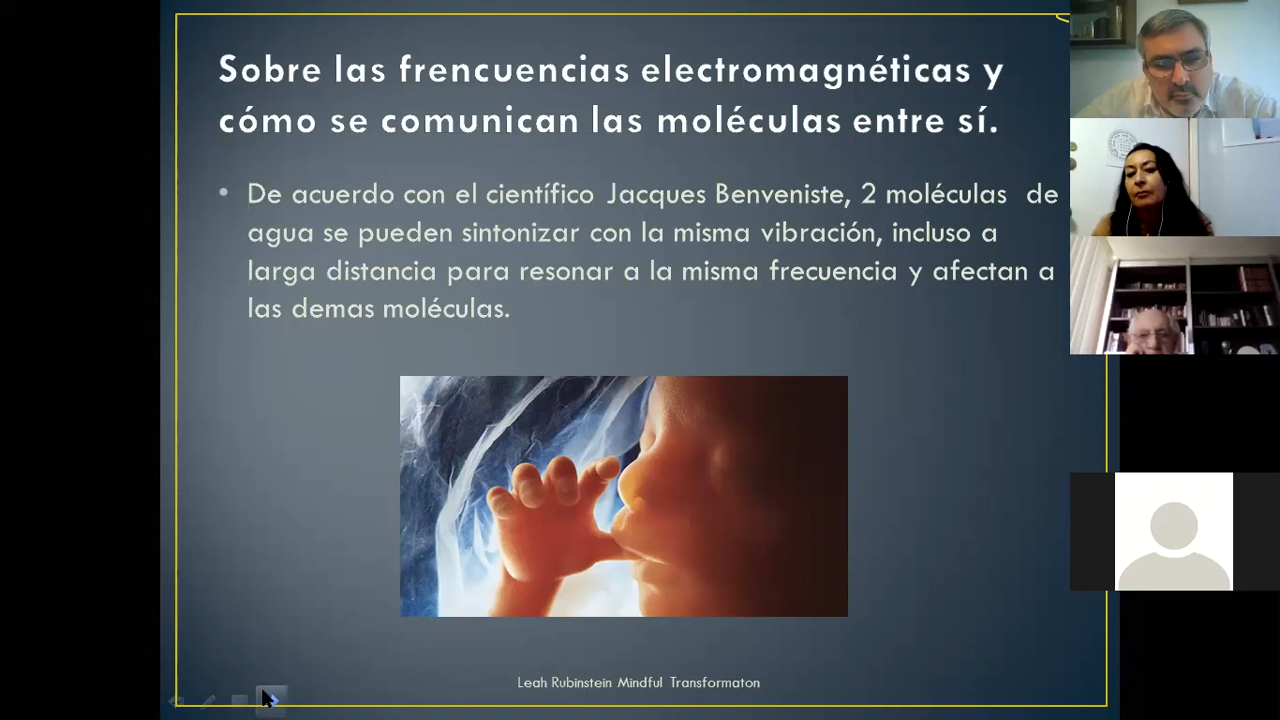 Sobre las frencuencias electromagnéticas y
cómo se comunican las moléculas entre sí.
• De acuerdo con el científico Jacques Benveniste, 2 moléculas de
agua se pueden sintonizar con la misma vibración, incluso a
larga distancia para resonar a la misma frecuencia y afectan a
las demas moléculas.
Leah Rubinstein Mindful Transformaton